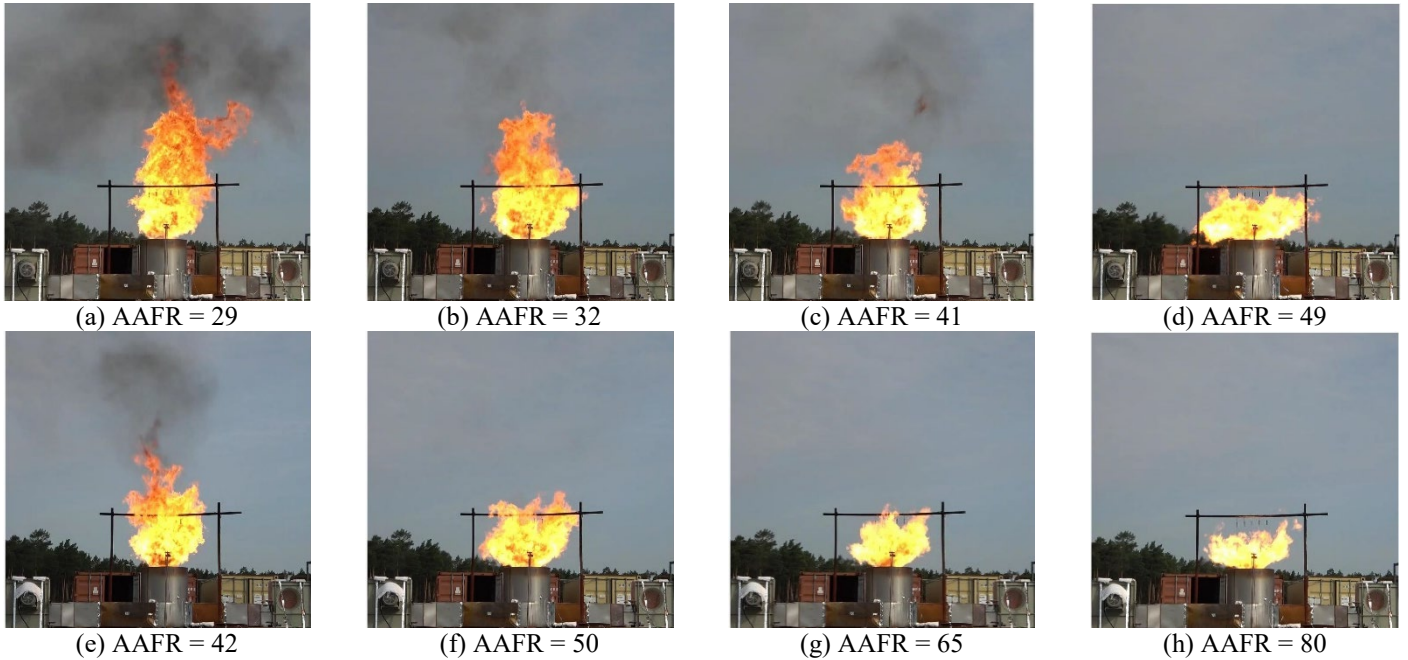 (a) AAFR = 29
(b) AAFR = 32
(c) AAFR = 41
(d) AAFR = 49
(e) AAFR = 42
(f) AAFR = 50
(g) AAFR = 65
(h) AAFR = 80